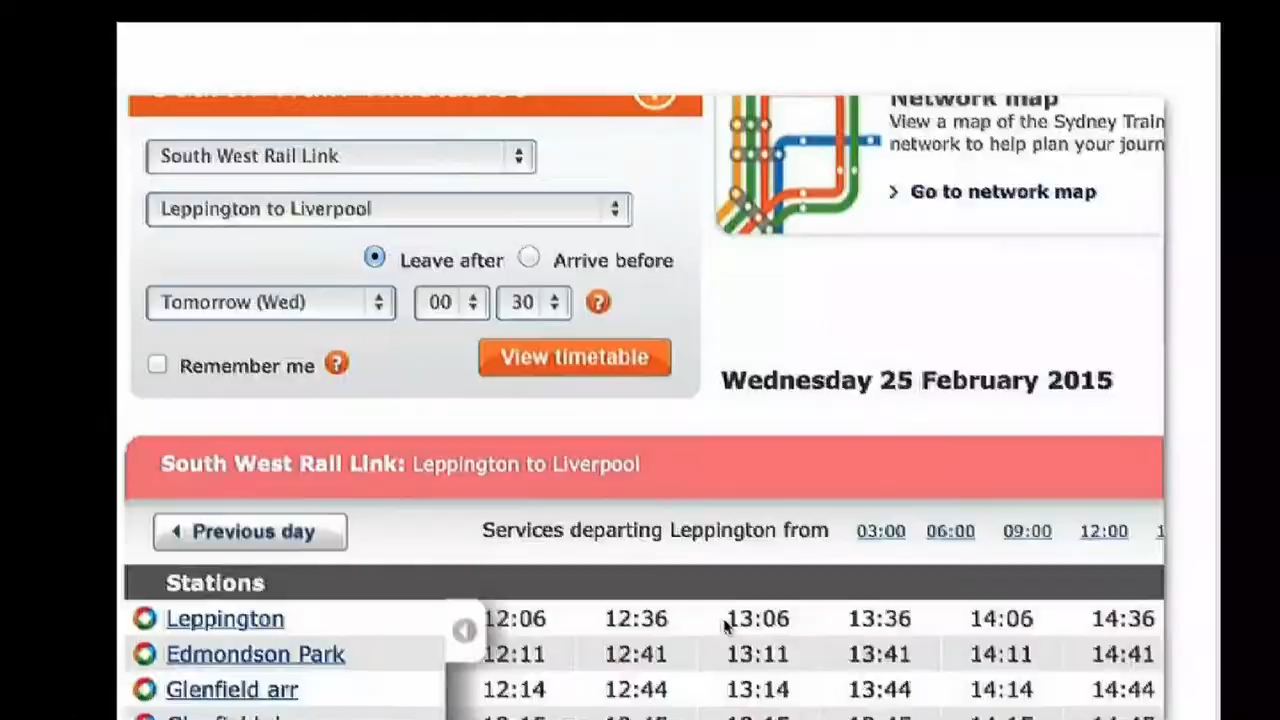 Network map
View a map of the Sydney Train
network to help plan your journ
Go to network map
South West Rail Link
Leppington to Liverpool
Leave after Arrive before
Tomorrow (Wed) 00 30 ?
Remember me ? View timetable
Wednesday 25 February 2015
South West Rail Link: Leppington to Liverpool
Previous day Services departing Leppington from 03:00 06:00 09:00 12:00 1
Stations
Leppington 12:06 12:36 13:06 13:36 14:06 14:36
Edmondson Park 12:11 12:41 13:11 13:41 14:11 14:41
Glenfield arr 12:14 12:44 13:14 13:44 14:14 14:44